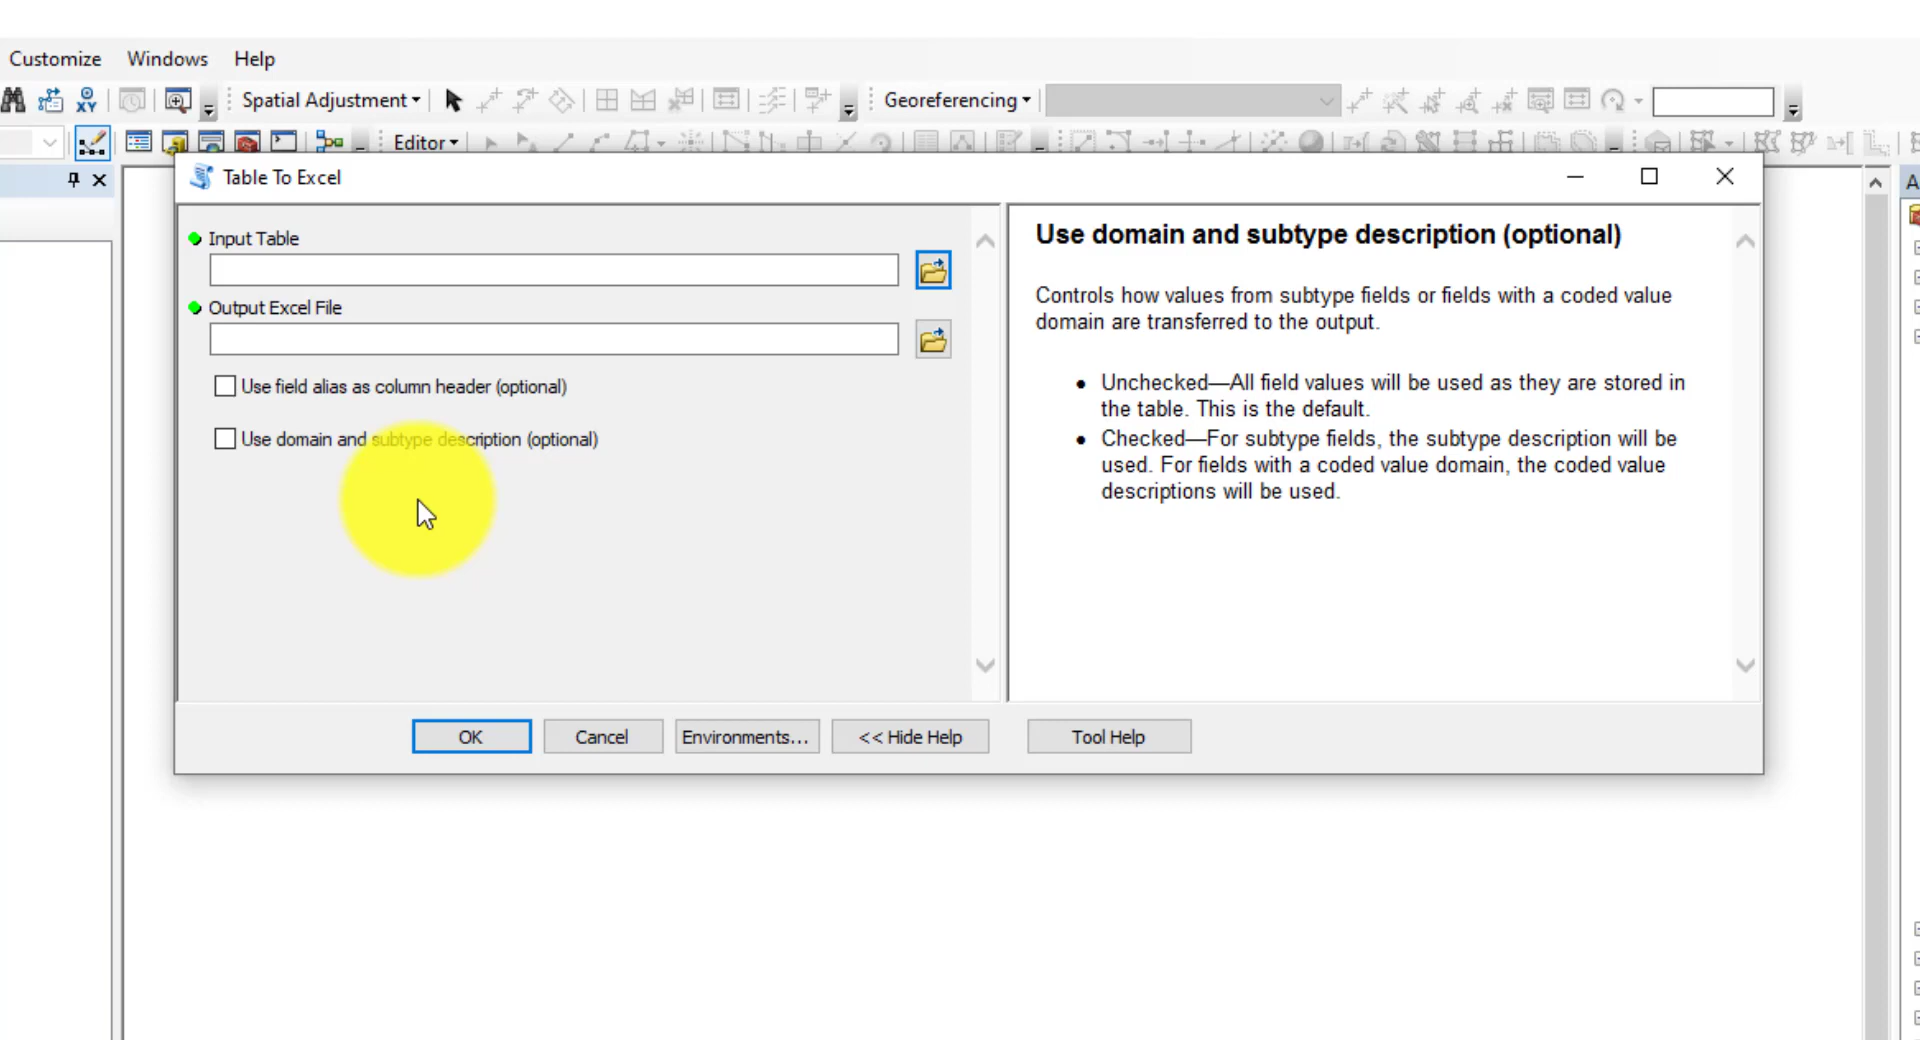 Customize Windows Help
XY Spatial Adjustment Georeferencing
Editor
Table To Excel
Input Table
Output Excel File
Use field alias as column header (optional)
Use domain and subtype description (optional)
Use domain and subtype description (optional)
Controls how values from subtype fields or fields with a coded value
domain are transferred to the output.
• Unchecked—All field values will be used as they are stored in
the table. This is the default.
• Checked—For subtype fields, the subtype description will be
used. For fields with a coded value domain, the coded value
descriptions will be used.
OK Cancel Environments... << Hide Help Tool Help